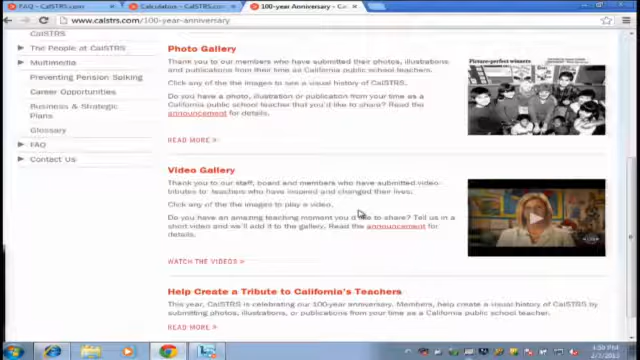 FAQ - CalSTRS.com
Calculators - CalSTRS.com
100-year Anniversary - Cal
www.calstrs.com/100-year-anniversary
CalSTRS
The People at CalSTRS
Multimedia
Preventing Pension Spiking
Career Opportunities
Business & Strategic
Plans
Glossary
FAQ
Contact Us
Photo Gallery
Thank you to our members who have submitted their photos, illustrations
and publications from their time as California public school teachers.
Click any of the the images to see a visual history of CalSTRS.
Do you have a photo, illustration or publication from your time as a
California public school teacher that you'd like to share? Read the
announcement for details.
READ MORE >
Picture-perfect wizards
Video Gallery
Thank you to our staff, board and members who have submitted video
tributes to teachers who have inspired and changed their lives.
Click any of the the images to play a video.
Do you have an amazing teaching moment you'd like to share? Tell us in a
short video and we'll add it to the gallery. Read the announcement for
details.
WATCH THE VIDEOS >
Help Create a Tribute to California's Teachers
This year, CalSTRS is celebrating our 100-year anniversary. Members, help create a visual history of CalSTRS by
submitting photos, illustrations, or publications from your time as a California public school teacher.
READ MORE >
2/7/2013